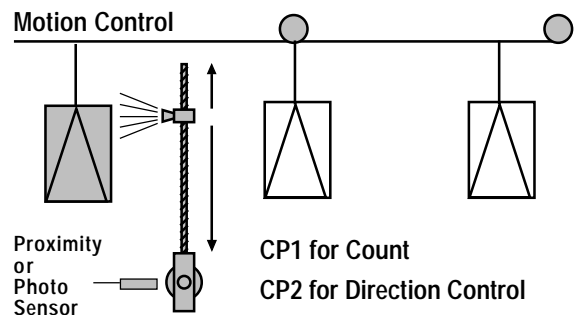 Motion Control
Proximity
or
Photo
Sensor
CP1 for Count
CP2 for Direction Control